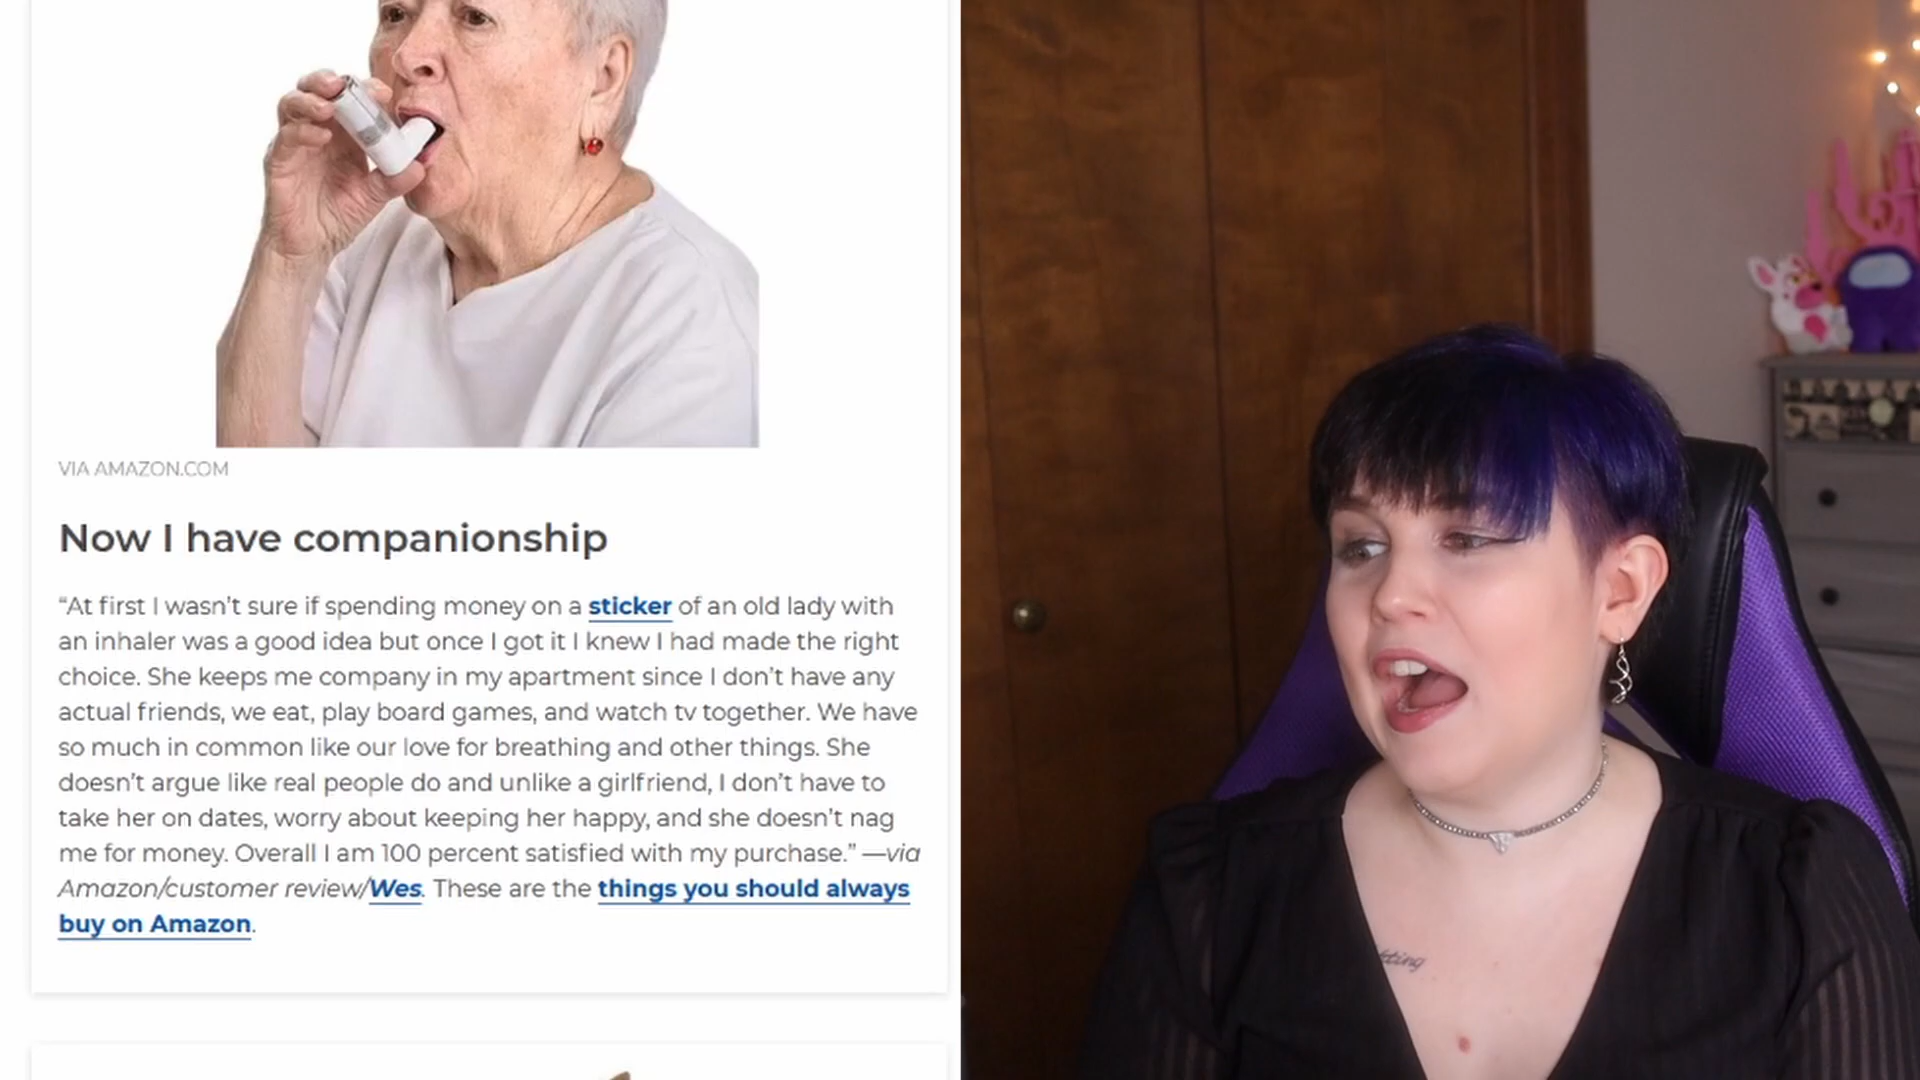 VIA AMAZON.COM
Now I have companionship
“At first I wasn’t sure if spending money on a sticker of an old lady with
an inhaler was a good idea but once I got it I knew I had made the right
choice. She keeps me company in my apartment since I don’t have any
actual friends, we eat, play board games, and watch tv together. We have
so much in common like our love for breathing and other things. She
doesn’t argue like real people do and unlike a girlfriend, I don’t have to
take her on dates, worry about keeping her happy, and she doesn’t nag
me for money. Overall I am 100 percent satisfied with my purchase.” —via
Amazon/customer review/Wes. These are the things you should always
buy on Amazon.